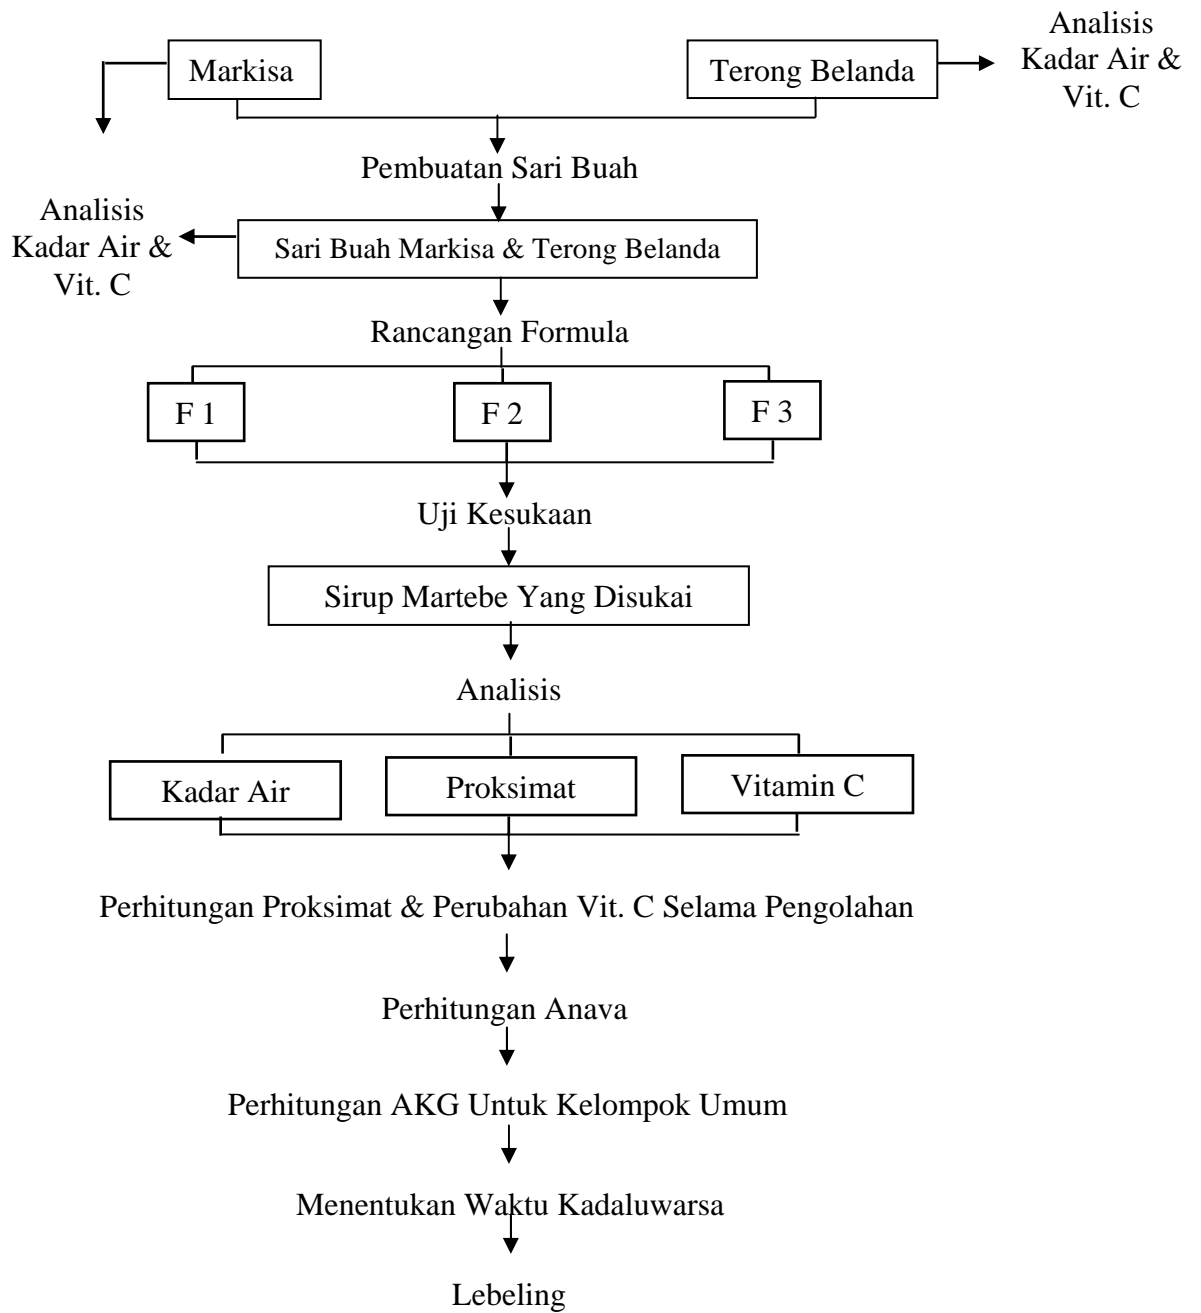 Analisis
Kadar Air &
Vit. C
Markisa
Terong Belanda
Pembuatan Sari Buah
Analisis
Kadar Air &
Vit. C
Sari Buah Markisa & Terong Belanda
Rancangan Formula
F 1
F 2
F 3
Uji Kesukaan
Sirup Martebe Yang Disukai
Analisis
Kadar Air
Proksimat
Vitamin C
Perhitungan Proksimat & Perubahan Vit. C Selama Pengolahan
Perhitungan Anava
Perhitungan AKG Untuk Kelompok Umum
Menentukan Waktu Kadaluwarsa
Lebeling